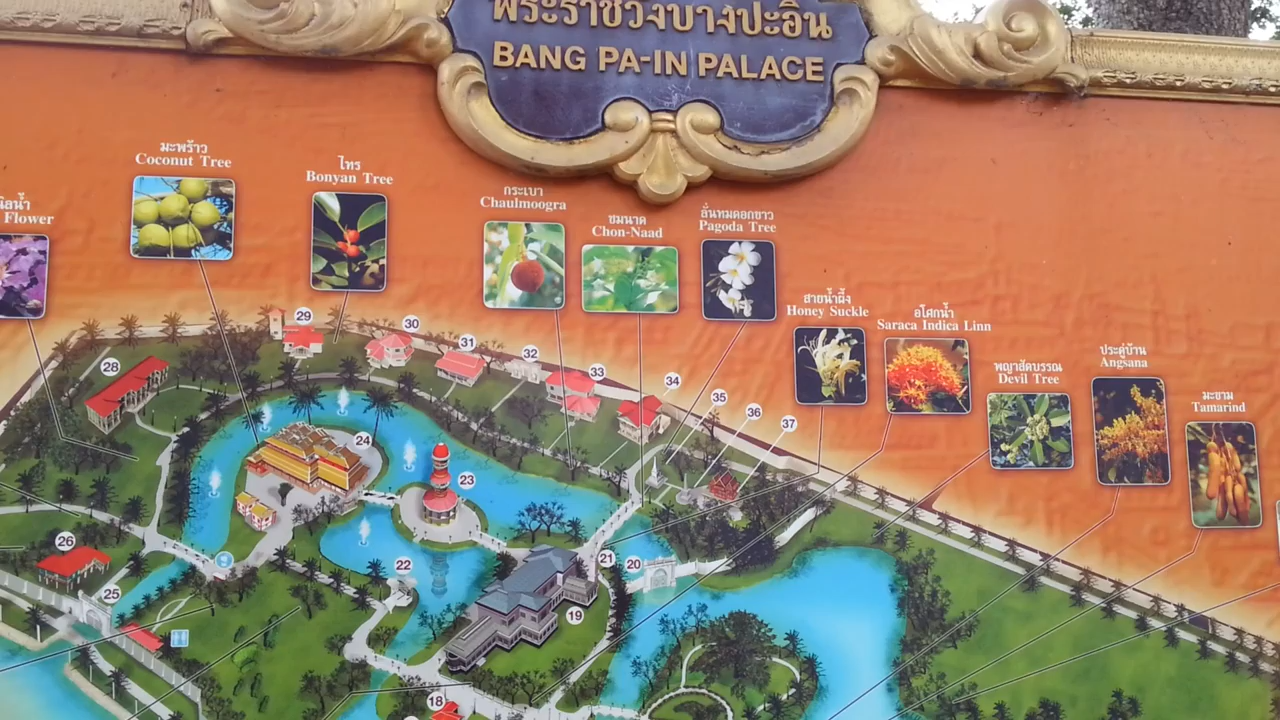 พระราชวังบางปะอิน
BANG PA-IN PALACE
มะพร้าว
Coconut Tree
ไทร
Bonyan Tree
Flower
กระเบา
Chaulmoogra
ชมนาด
Chon-Naad
ลั่นทมดอกขาว
Pagoda Tree
สายน้ำผึ้ง
Honey Suckle
อโศกน้ำ
Saraca Indica Linn
พญาสัตบรรณ
Devil Tree
ประดู่บ้าน
Angsana
มะขาม
Tamarind
29
30
31
32
33
34
35
36
37
28
24
23
26
25
22
21
20
19
18